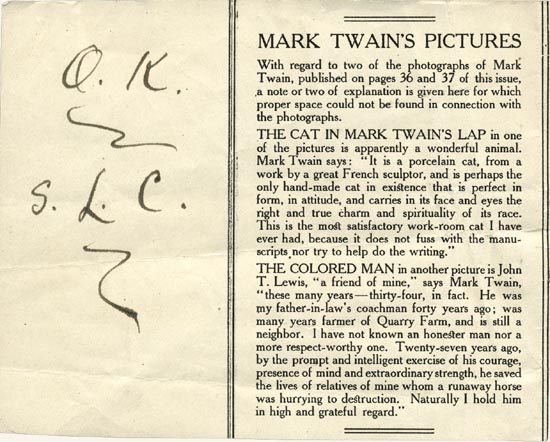 O. K.
S. L. C.
MARK TWAIN'S PICTURES
With regard to two of the photographs of Mark
Twain, published on pages 36 and 37 of this issue,
a note or two of explanation is given here for which
proper space could not be found in connection with
the photographs.
THE CAT IN MARK TWAIN'S LAP in one
of the pictures is apparently a wonderful animal.
Mark Twain says: "It is a porcelain cat, from a
work by a great French sculptor, and is perhaps the
only hand-made cat in existence that is perfect in
form, in attitude, and carries in its face and eyes the
right and true charm and spirituality of its race.
This is the most satisfactory work-room cat I have
ever had, because it does not fuss with the manu-
scripts nor try to help do the writing."
THE COLORED MAN in another picture is John
T. Lewis, "a friend of mine," says Mark Twain,
"these many years—thirty-four, in fact. He was
my father-in-law's coachman forty years ago; was
many years farmer of Quarry Farm, and is still a
neighbor. I have not known an honester man nor a
more respect-worthy one. Twenty-seven years ago,
by the prompt and intelligent exercise of his courage,
presence of mind and extraordinary strength, he saved
the lives of relatives of mine whom a runaway horse
was hurrying to destruction. Naturally I hold him
in high and grateful regard."